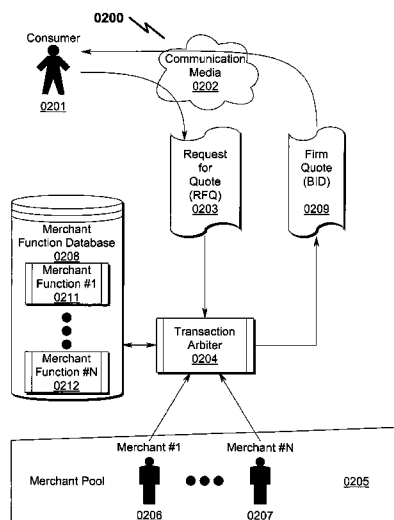 0200
Consumer
0201
Communication
Media
0202
Request
for
Quote
(RFQ)
0203
Firm
Quote
(BID)
0209
Merchant
Function Database
0208
Merchant
Function #1
0211
Merchant
Function #N
0212
Transaction
Arbiter
0204
Merchant #1
Merchant #N
Merchant Pool
0205
0206
0207